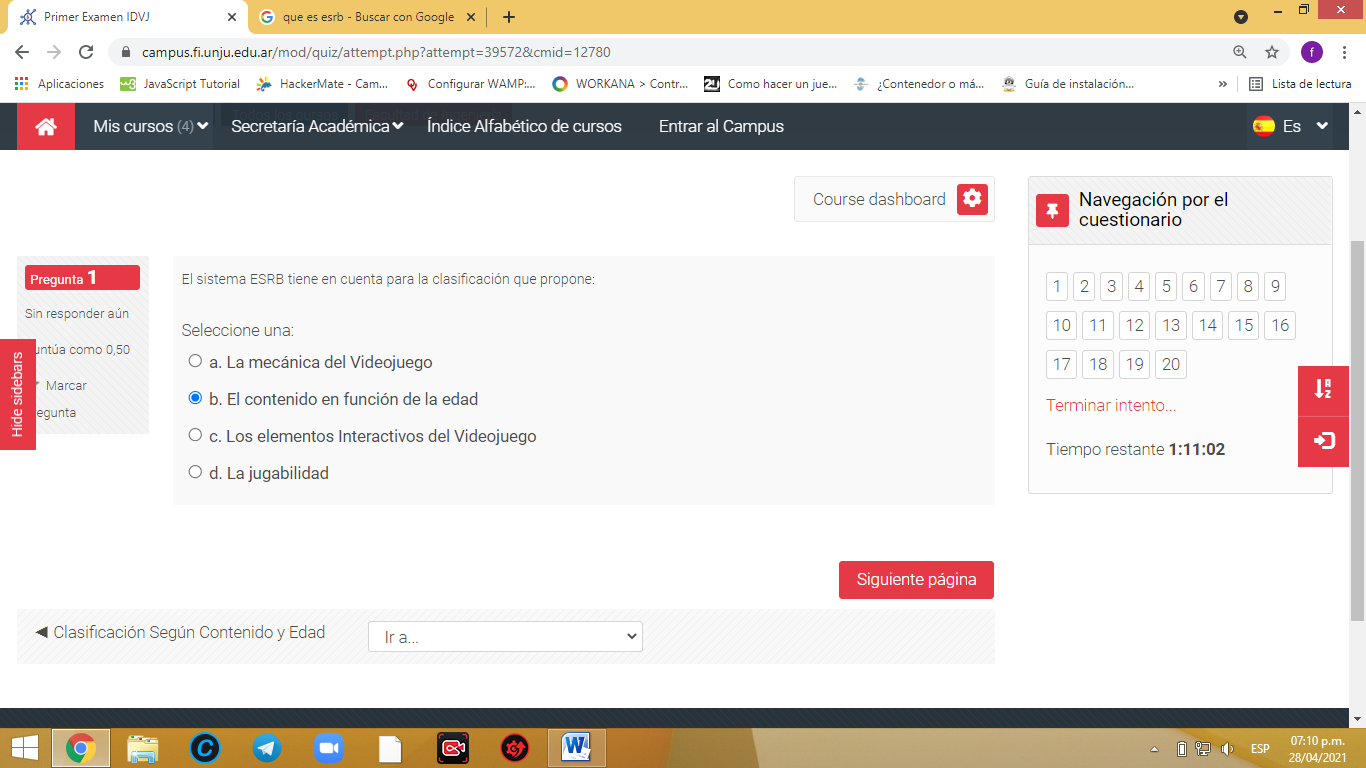 Primer Examen IDVJ
que es esrb - Buscar con Google
campus.fi.unju.edu.ar/mod/quiz/attempt.php?attempt=39572&cmid=12780
f
Aplicaciones
JavaScript Tutorial
HackerMate - Cam...
Configurar WAMP:...
WORKANA > Contr...
Como hacer un jue...
¿Contenedor o má...
Guía de instalación...
»
Lista de lectura
Mis cursos (4)
Secretaría Académica
Índice Alfabético de cursos
Entrar al Campus
Es
Course dashboard
Navegación por el
cuestionario
Pregunta 1
Sin responder aún
untúa como 0,50
Marcar
egunta
Hide sidebars
El sistema ESRB tiene en cuenta para la clasificación que propone:
Seleccione una:
a. La mecánica del Videojuego
b. El contenido en función de la edad
c. Los elementos Interactivos del Videojuego
d. La jugabilidad
1 2 3 4 5 6 7 8 9
10 11 12 13 14 15 16
17 18 19 20
Terminar intento...
Tiempo restante 1:11:02
Siguiente página
◄ Clasificación Según Contenido y Edad
Ir a...
ESP
07:10 p.m.
28/04/2021